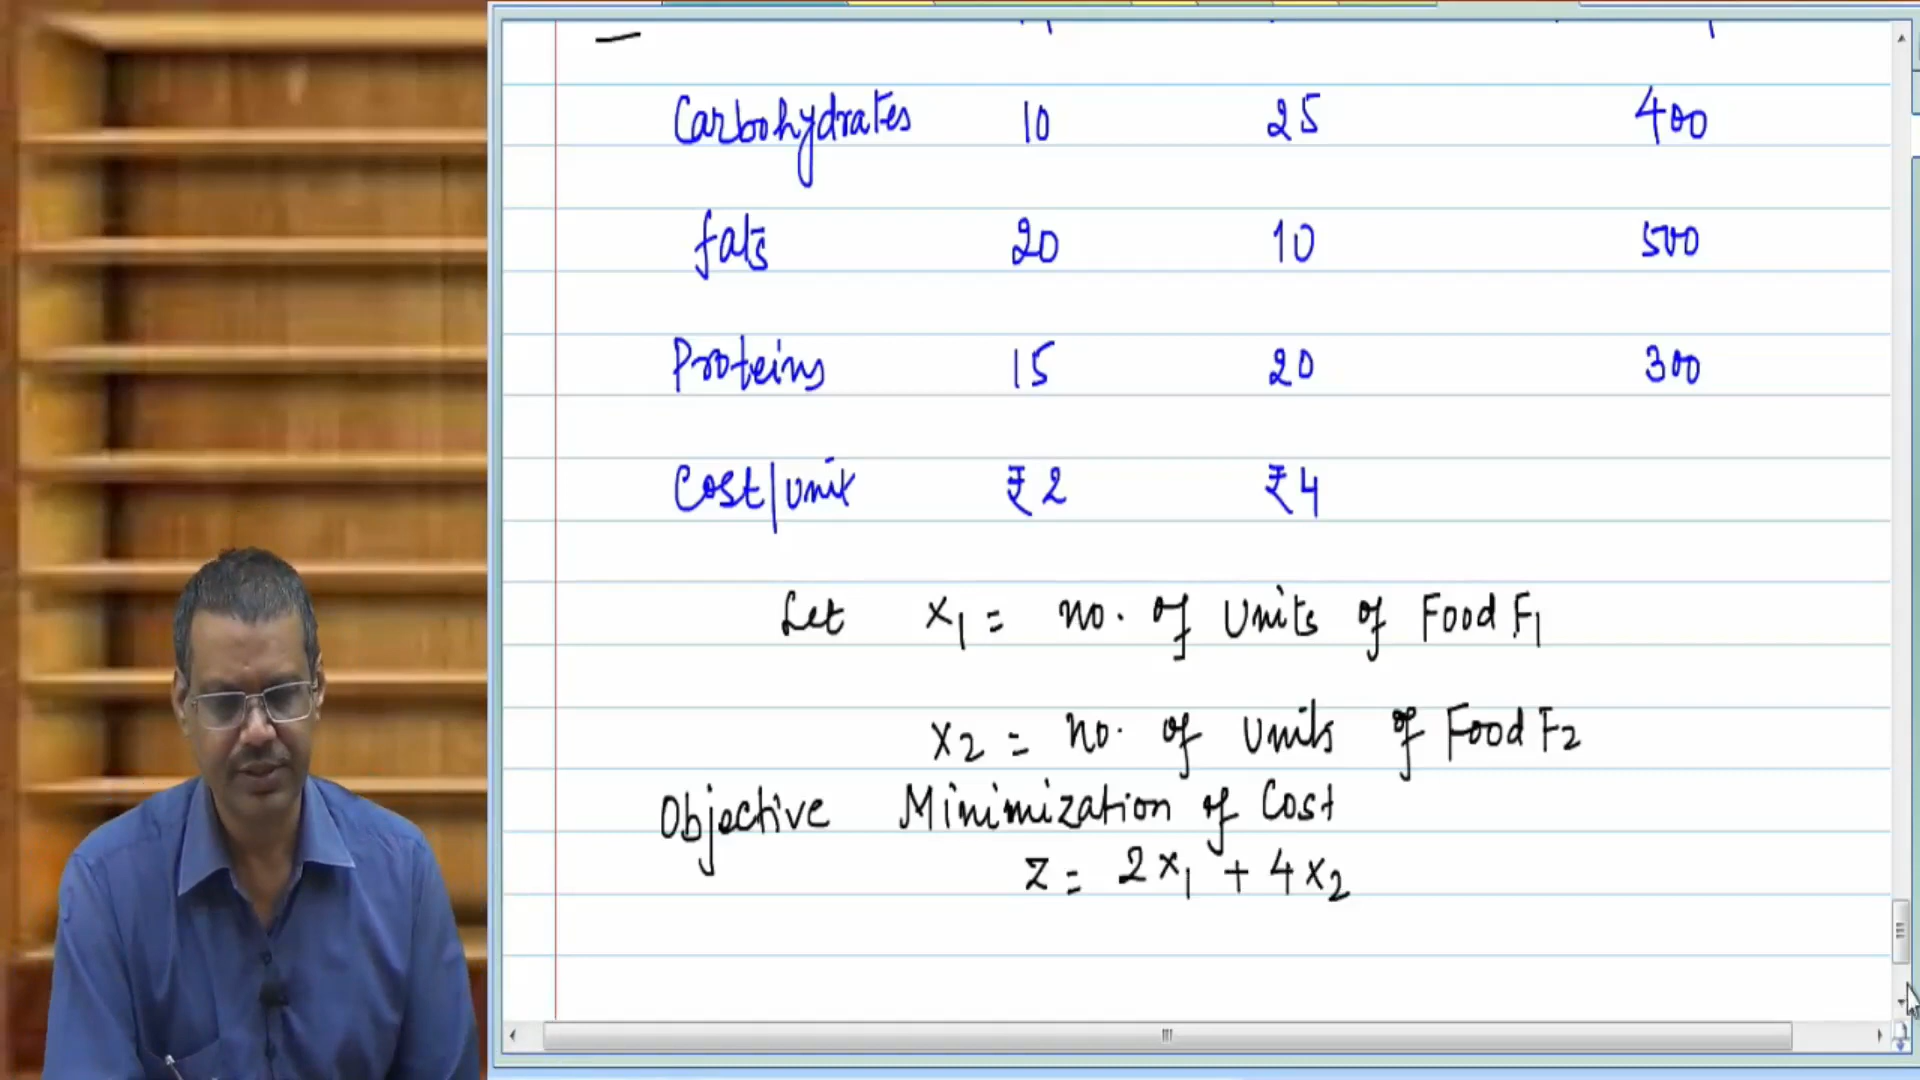 Carbohydrates 10 25 400
fats 20 10 500
Proteins 15 20 300
Cost/unit ₹2 ₹4
Let x1 = no. of Units of Food F1
x2 = no. of Units of Food F2
Objective Minimization of Cost
z = 2x1 + 4x2